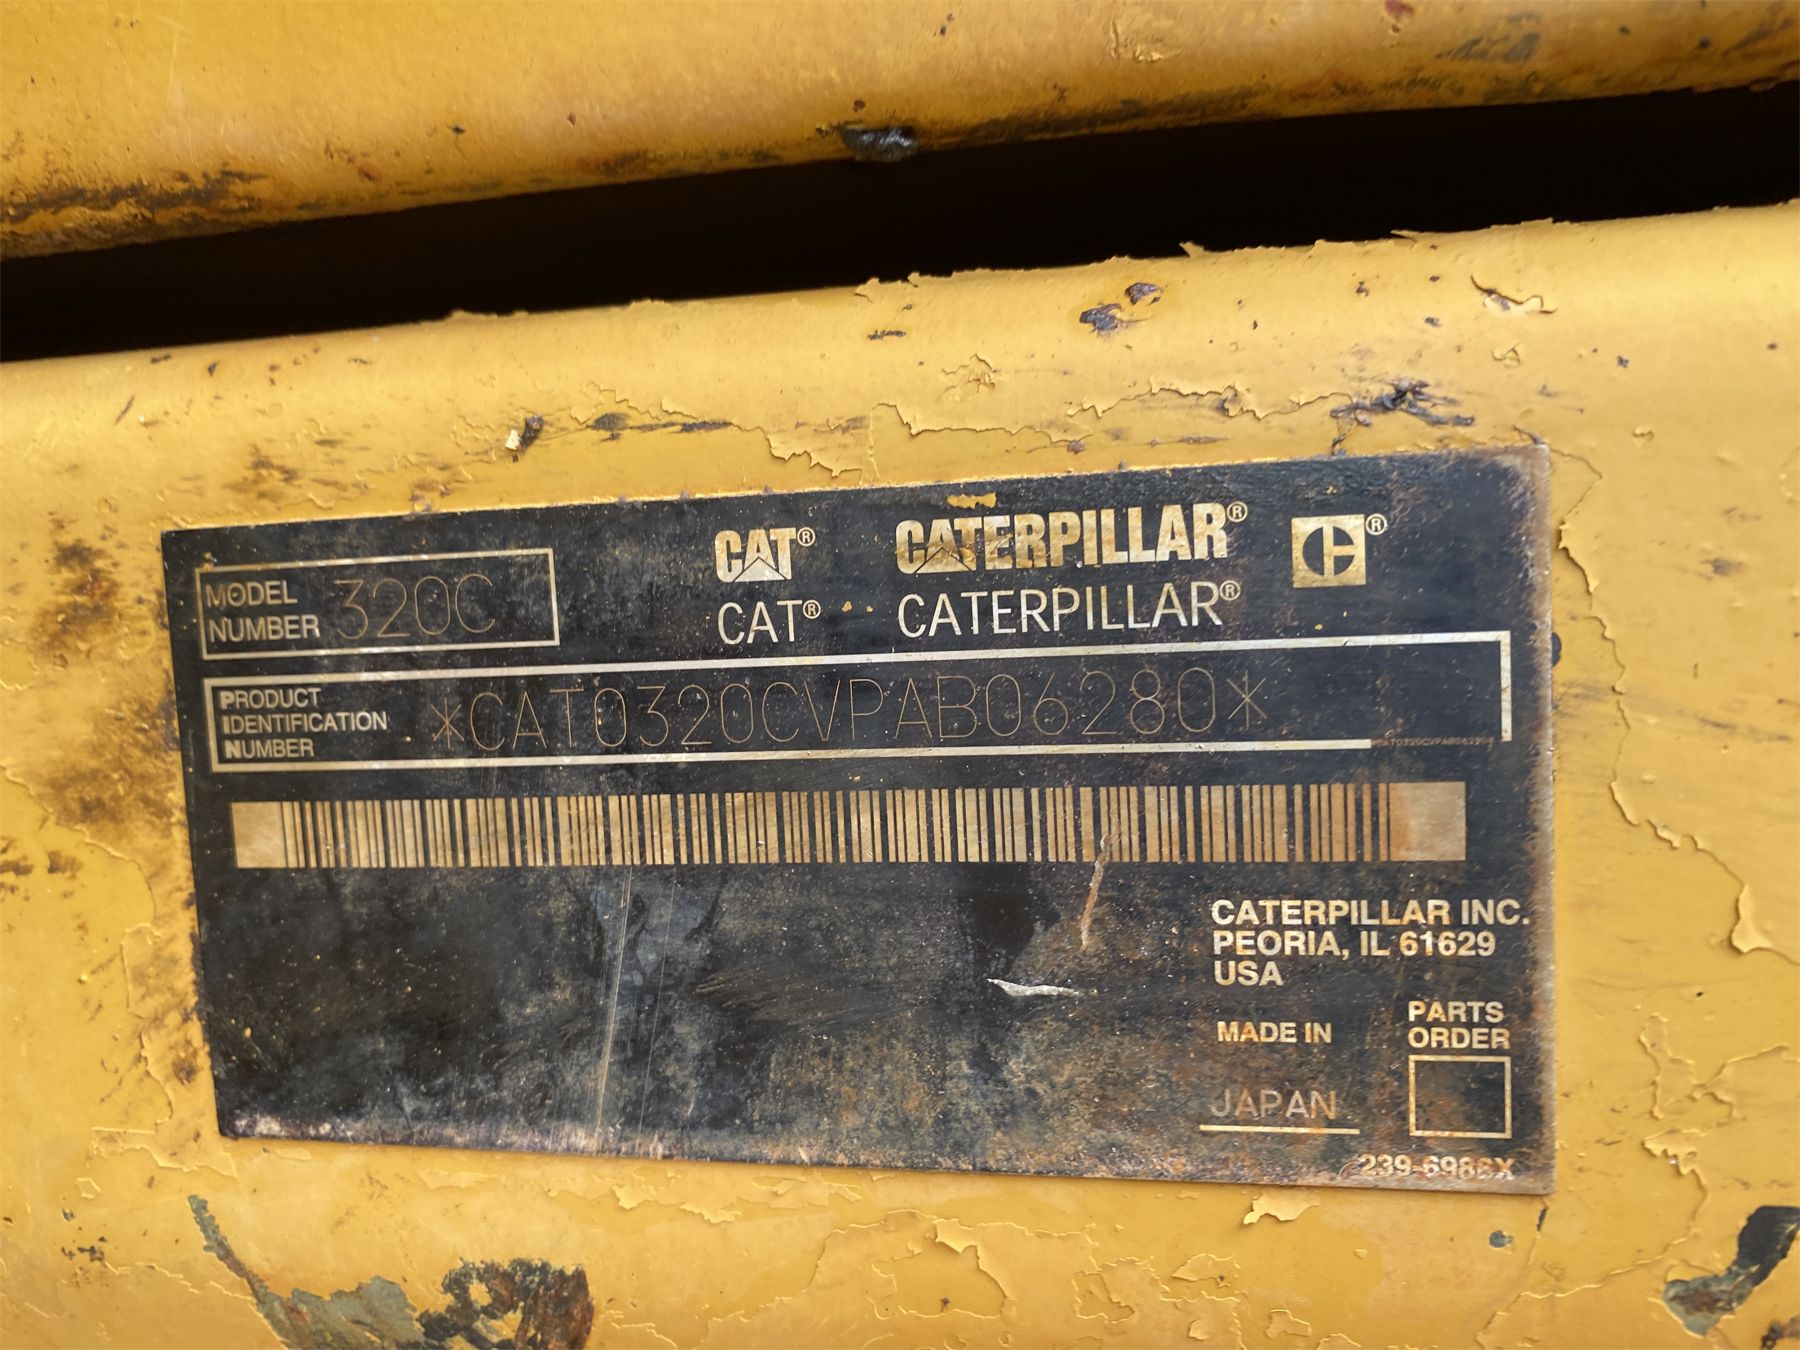 MODEL
NUMBER 320C
CAT® CATERPILLAR® C®
CAT® CATERPILLAR®
PRODUCT
IDENTIFICATION
NUMBER
*CAT0320CVPAB06280*
CATERPILLAR INC.
PEORIA, IL 61629
USA
MADE IN
JAPAN
PARTS
ORDER